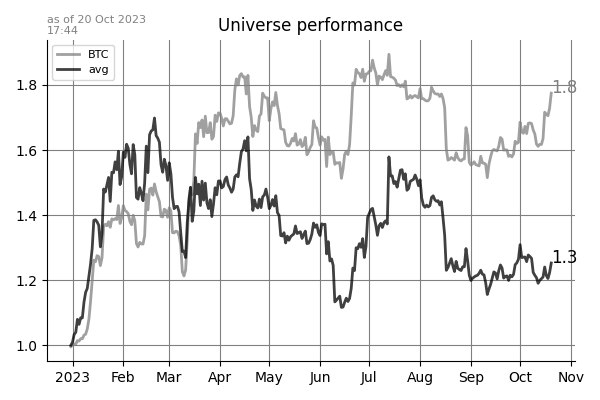 as of 20 Oct 2023
17:44
Universe performance
BTC
avg
1.8
1.6
1.4
1.2
1.0
1.8
1.3
2023 Feb Mar Apr May Jun Jul Aug Sep Oct Nov